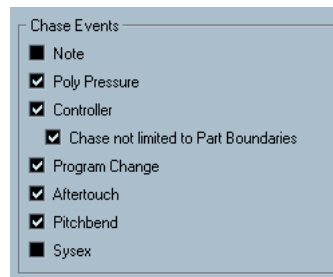 Chase Events
Note
Poly Pressure
Controller
Chase not limited to Part Boundaries
Program Change
Aftertouch
Pitchbend
Sysex